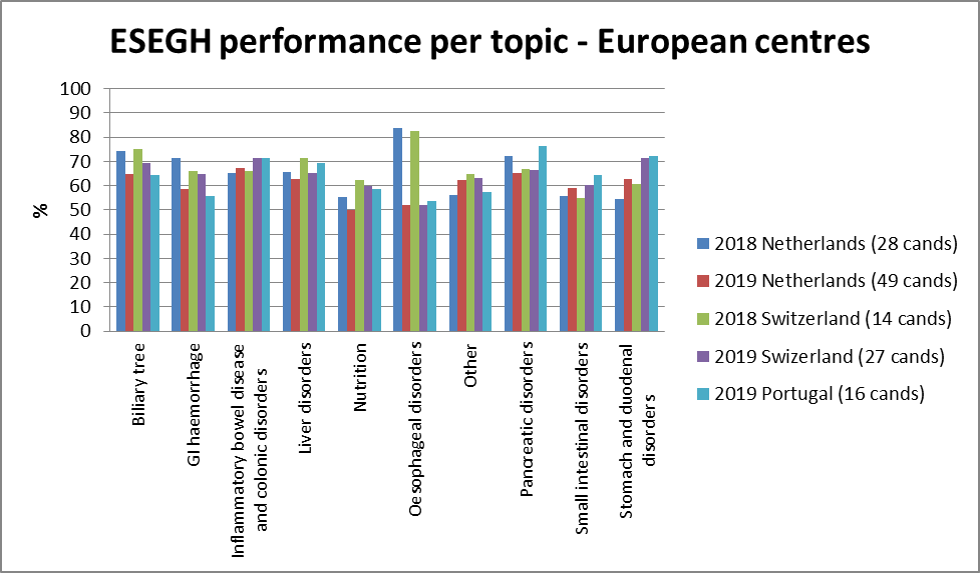 ESEGH performance per topic - European centres
100
90
80
70
60
50
40
30
20
10
0
%
Biliary tree
GI haemorrhage
Inflammatory bowel disease
and colonic disorders
Liver disorders
Nutrition
Oesophageal disorders
Other
Pancreatic disorders
Small intestinal disorders
Stomach and duodenal
disorders
2018 Netherlands (28 cands)
2019 Netherlands (49 cands)
2018 Switzerland (14 cands)
2019 Swizerland (27 cands)
2019 Portugal (16 cands)